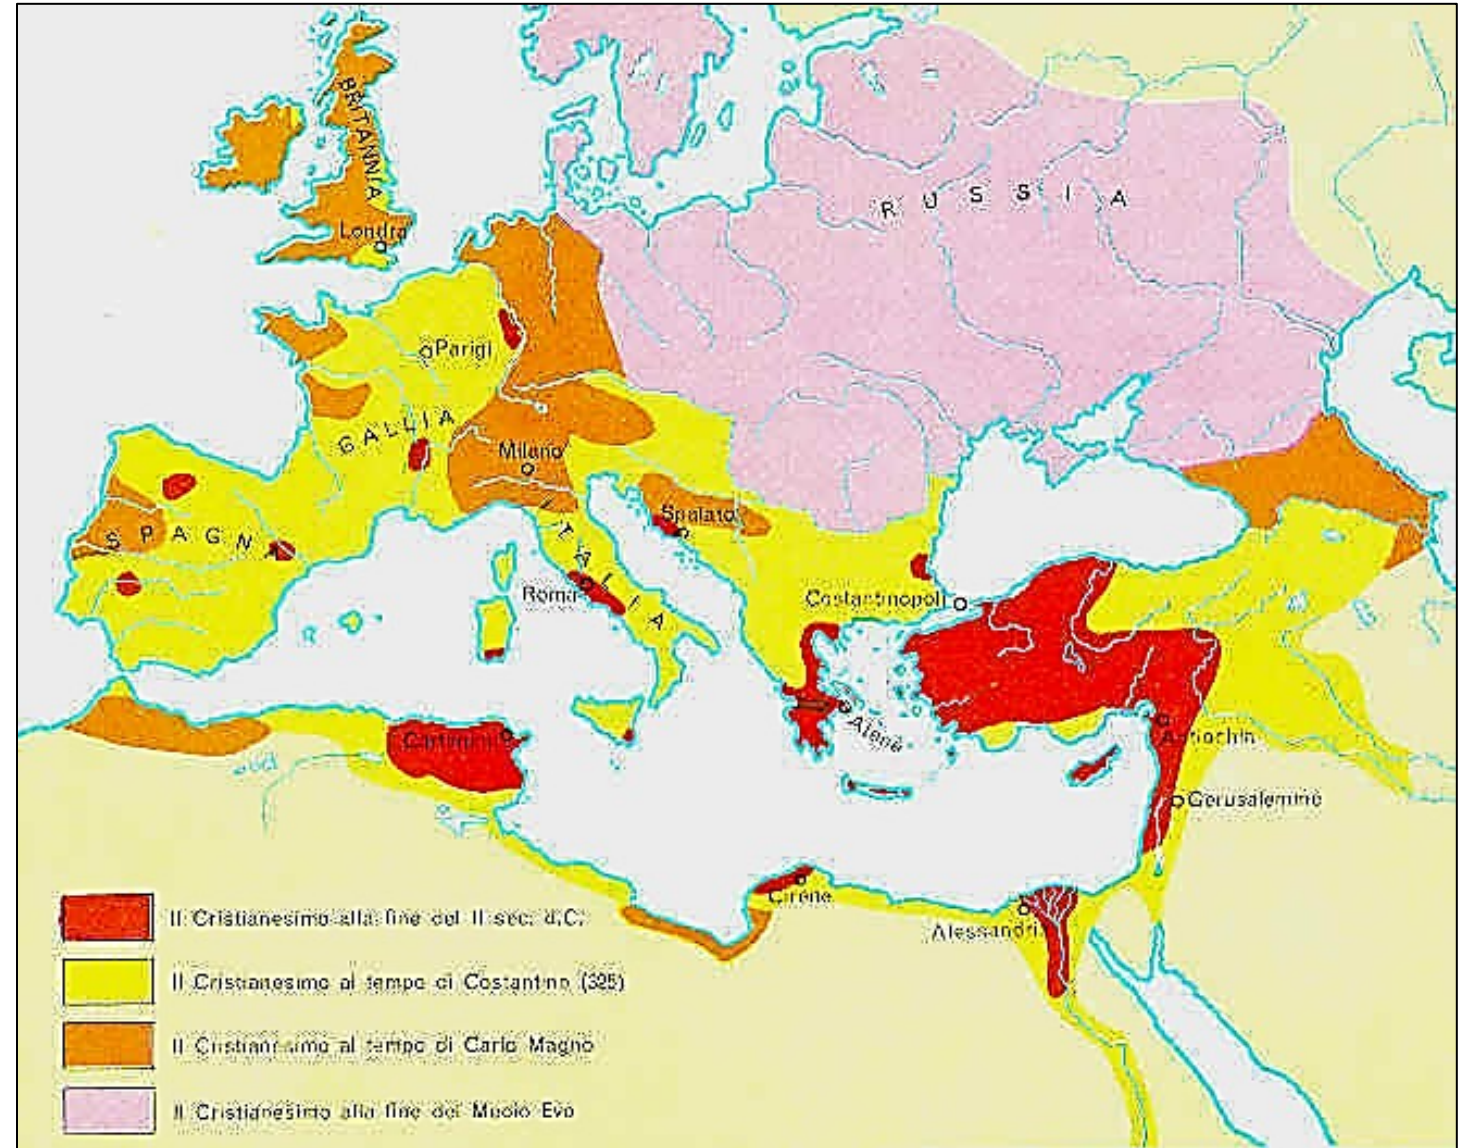 BRITANNIA
Londra
RUSSIA
Parigi
GALLIA
Milano
SPAGNA
ITALIA
Spalato
Roma
Costantinopoli
Atene
Antiochia
Gerusalemme
Cirene
Alessandria
Il Cristianesimo alla fine del II sec. d.C.
Il Cristianesimo al tempo di Costantino (325)
Il Cristianesimo al tempo di Carlo Magno
Il Cristianesimo alla fine del Medio Evo